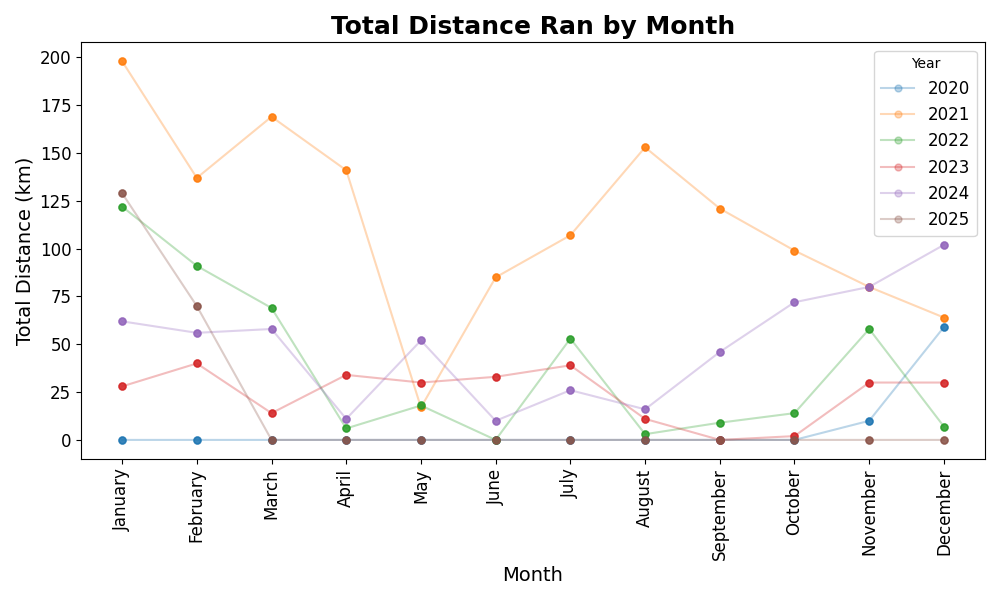 Total Distance Ran by Month
Total Distance (km)
200
175
150
125
100
75
50
25
0
Year
2020
2021
2022
2023
2024
2025
January
February
March
April
May
June
July
August
September
October
November
December
Month